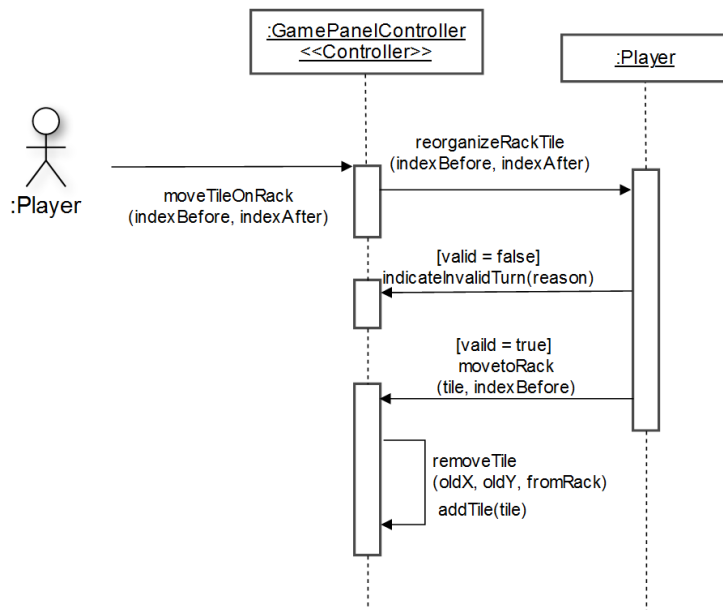 :GamePanelController
<<Controller>>
:Player
:Player
moveTileOnRack
(indexBefore, indexAfter)
reorganizeRackTile
(indexBefore, indexAfter)
[valid = false]
indicateInvalidTurn(reason)
[vaild = true]
movetoRack
(tile, indexBefore)
removeTile
(oldX, oldY, fromRack)
addTile(tile)